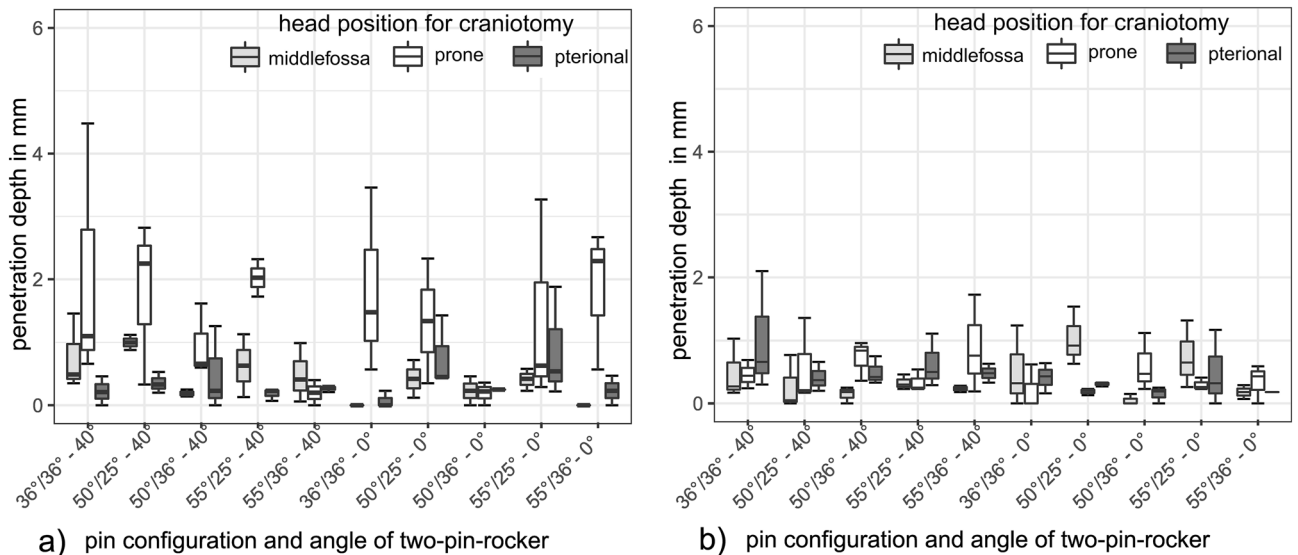 head position for craniotomy
middlefossa prone pterional
penetration depth in mm
6
4
2
0
36°/36° - 40°
50°/25° - 40°
50°/36° - 40°
55°/25° - 40°
55°/36° - 40°
36°/36° - 0°
50°/25° - 0°
50°/36° - 0°
55°/25° - 0°
55°/36° - 0°
a) pin configuration and angle of two-pin-rocker
head position for craniotomy
middlefossa prone pterional
penetration depth in mm
6
4
2
0
36°/36° - 40°
50°/25° - 40°
50°/36° - 40°
55°/25° - 40°
55°/36° - 40°
36°/36° - 0°
50°/25° - 0°
50°/36° - 0°
55°/25° - 0°
55°/36° - 0°
b) pin configuration and angle of two-pin-rocker